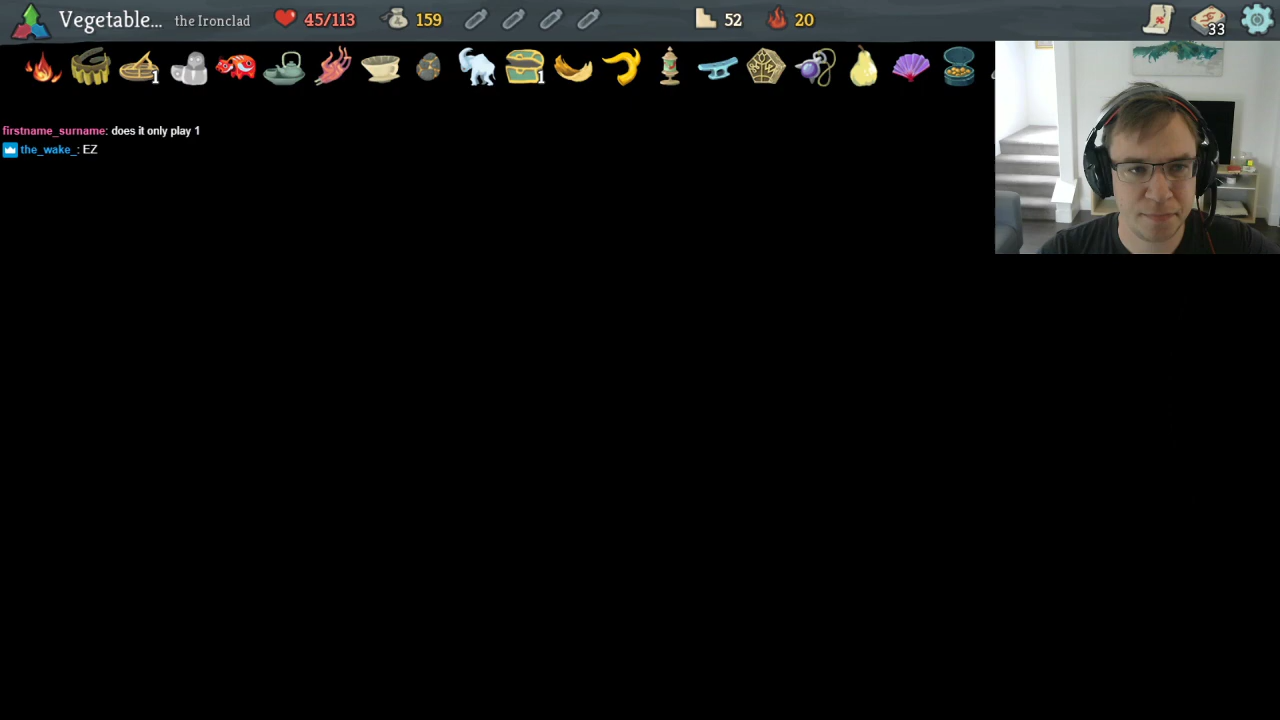 Vegetable... the Ironclad 45/113 159 52 20 33
1 1
firstname_surname: does it only play 1
the_wake_: EZ